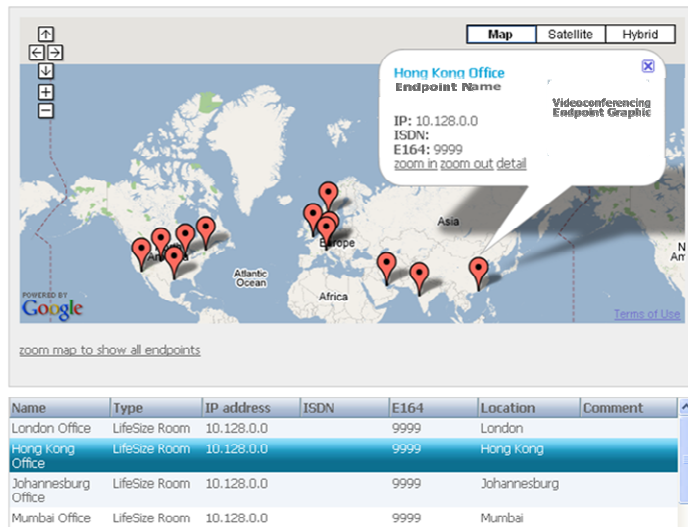 Map Satellite Hybrid
Hong Kong Office
Endpoint Name
Videoconferencing
Endpoint Graphic
IP: 10.128.0.0
ISDN:
E164: 9999
zoom in zoom out detail
Asia
Europe
Atlantic
Ocean
Africa
N
Am
POWERED BY
Google
Terms of Use
zoom map to show all endpoints
Name Type IP address ISDN E164 Location Comment
London Office LifeSize Room 10.128.0.0 9999 London
Hong Kong
Office LifeSize Room 10.128.0.0 9999 Hong Kong
Johannesburg
Office LifeSize Room 10.128.0.0 9999 Johannesburg
Mumbai Office LifeSize Room 10.128.0.0 9999 Mumbai